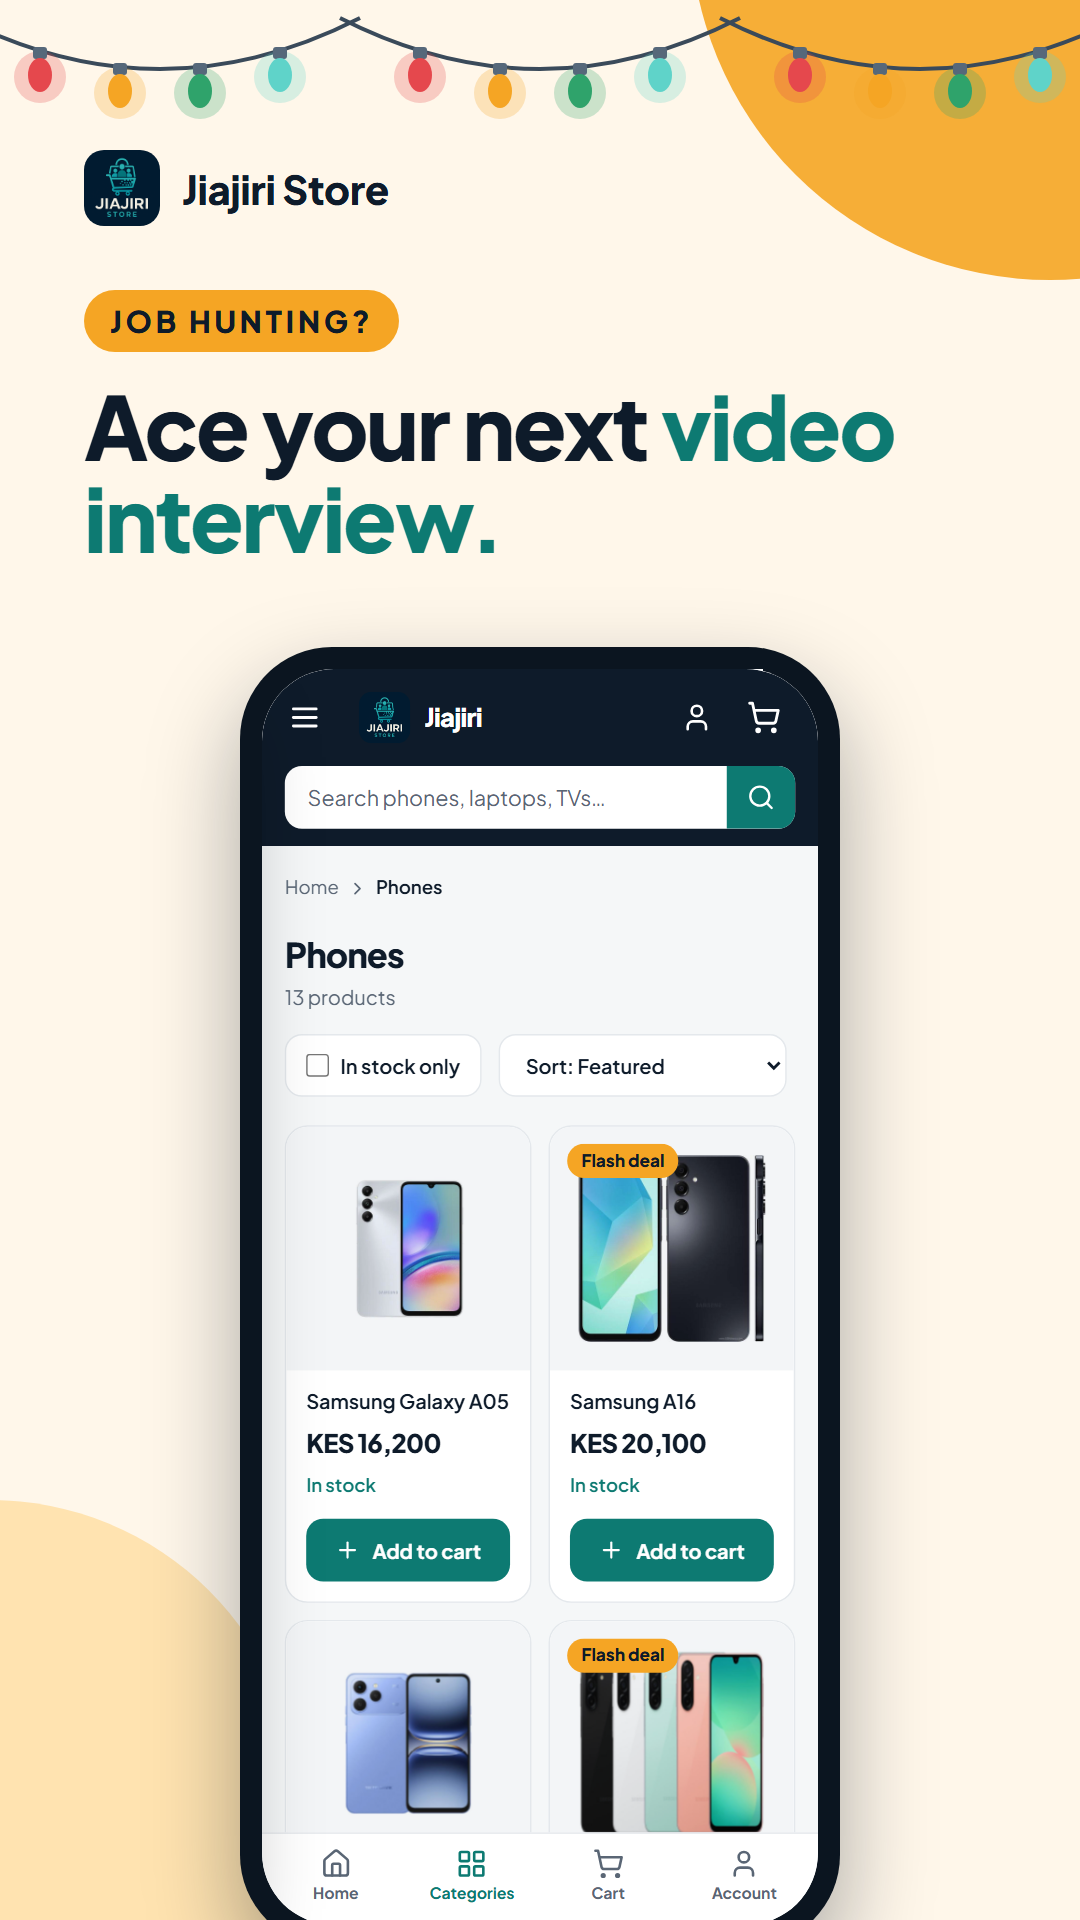 JIAJIRI
STORE
Jiajiri Store
JOB HUNTING?
Ace your next video
interview.
JIAJIRI
STORE
Jiajiri
Search phones, laptops, TVs...
Home > Phones
Phones
13 products
In stock only
Sort: Featured
Flash deal
Samsung Galaxy A05
KES 16,200
In stock
+ Add to cart
Samsung A16
KES 20,100
In stock
+ Add to cart
Flash deal
Home
Categories
Cart
Account